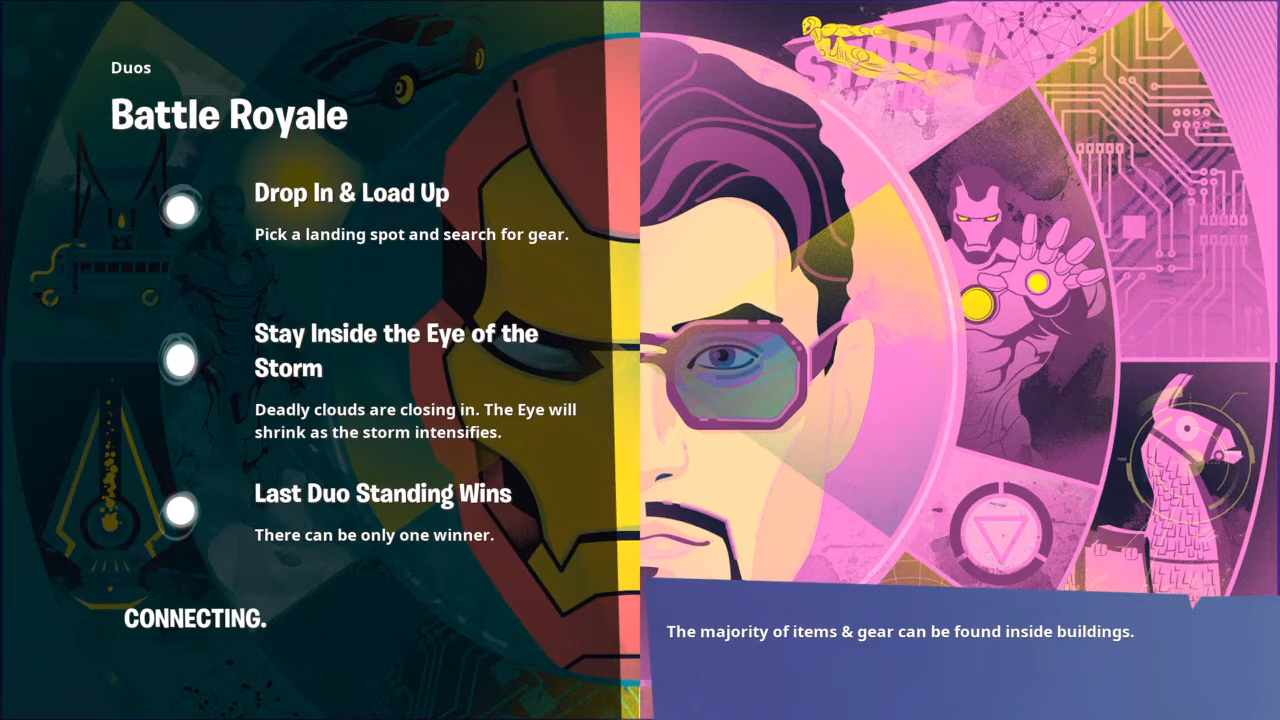 Duos
Battle Royale
Drop In & Load Up
Pick a landing spot and search for gear.
Stay Inside the Eye of the
Storm
Deadly clouds are closing in. The Eye will
shrink as the storm intensifies.
Last Duo Standing Wins
There can be only one winner.
CONNECTING.
STARK
The majority of items & gear can be found inside buildings.